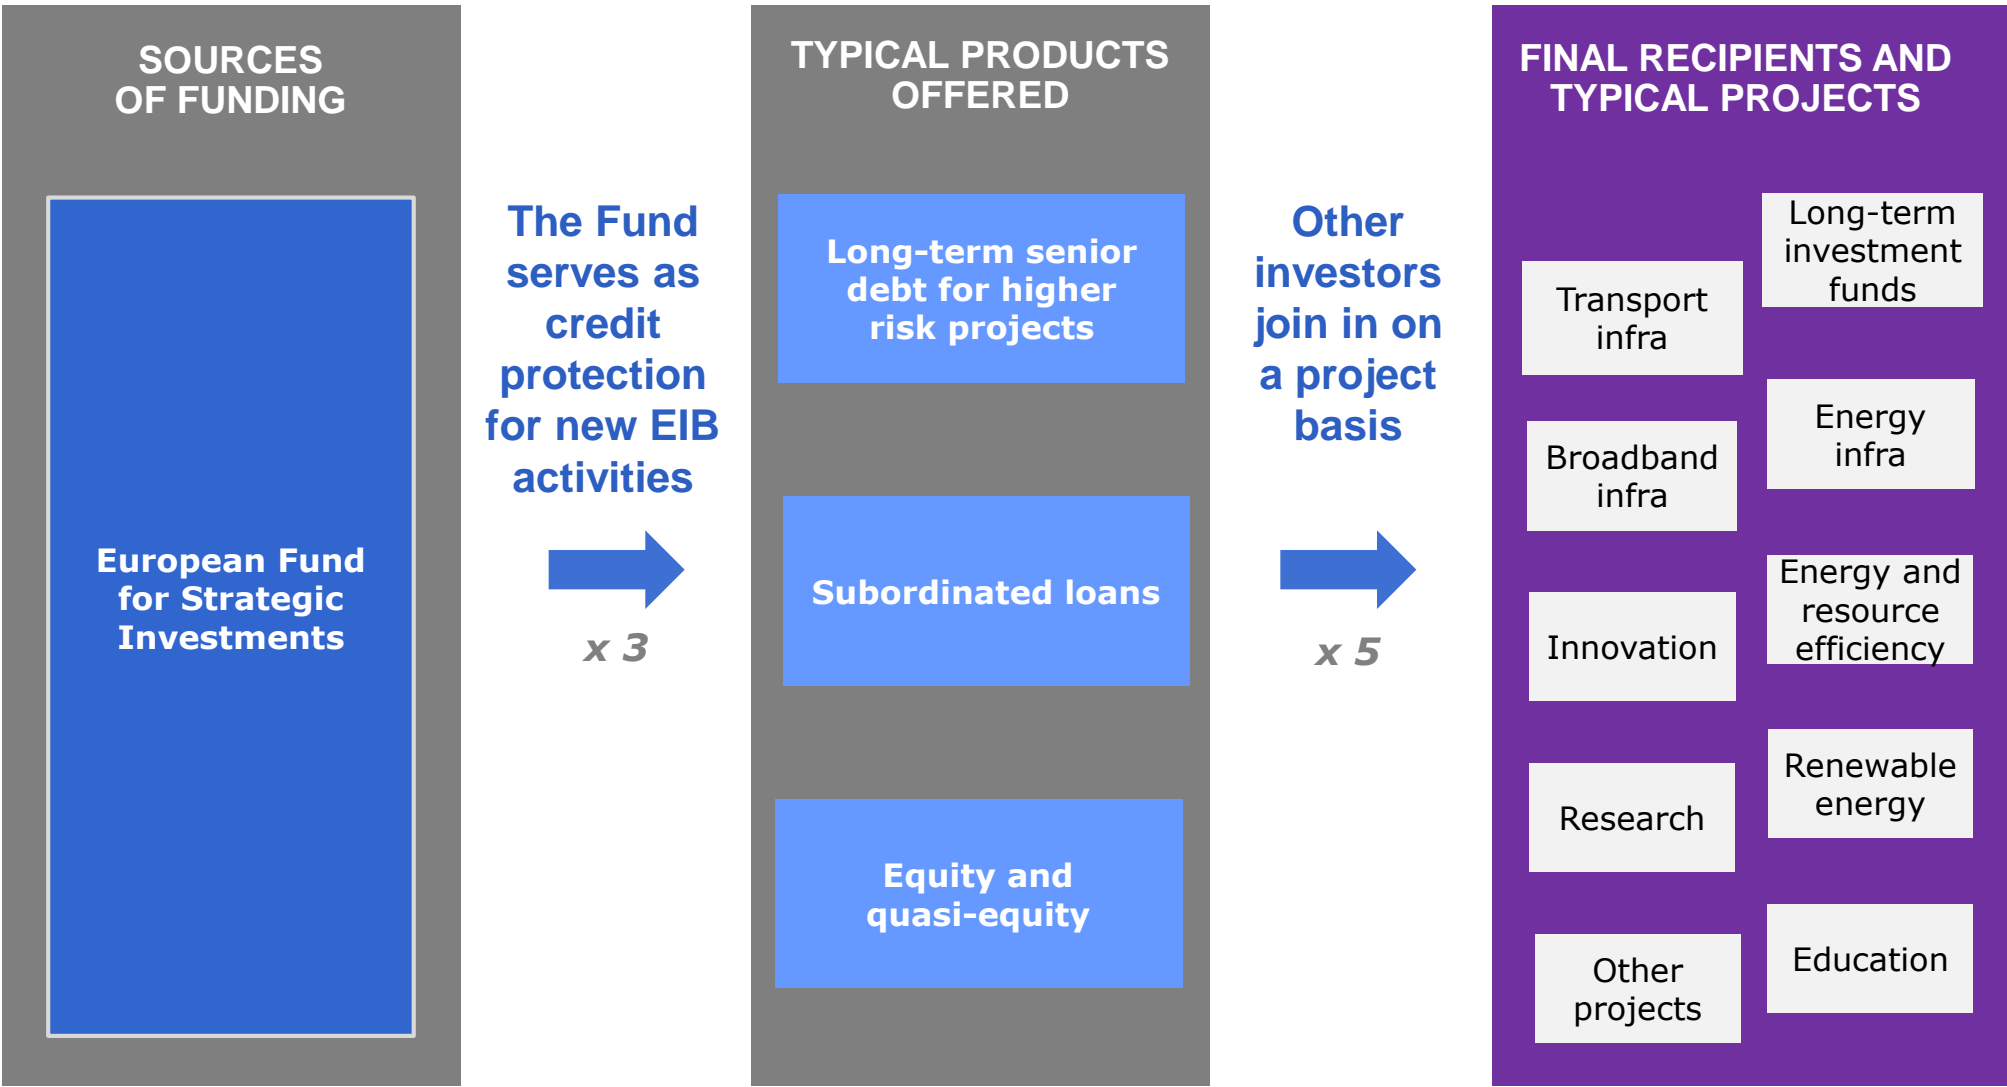 SOURCES
OF FUNDING
European Fund
for Strategic
Investments
The Fund
serves as
credit
protection
for new EIB
activities
x 3
TYPICAL PRODUCTS
OFFERED
Long-term senior
debt for higher
risk projects
Subordinated loans
Equity and
quasi-equity
Other
investors
join in on
a project
basis
x 5
FINAL RECIPIENTS AND
TYPICAL PROJECTS
Long-term
investment
funds
Transport
infra
Energy
infra
Broadband
infra
Energy and
resource
efficiency
Innovation
Renewable
energy
Research
Education
Other
projects